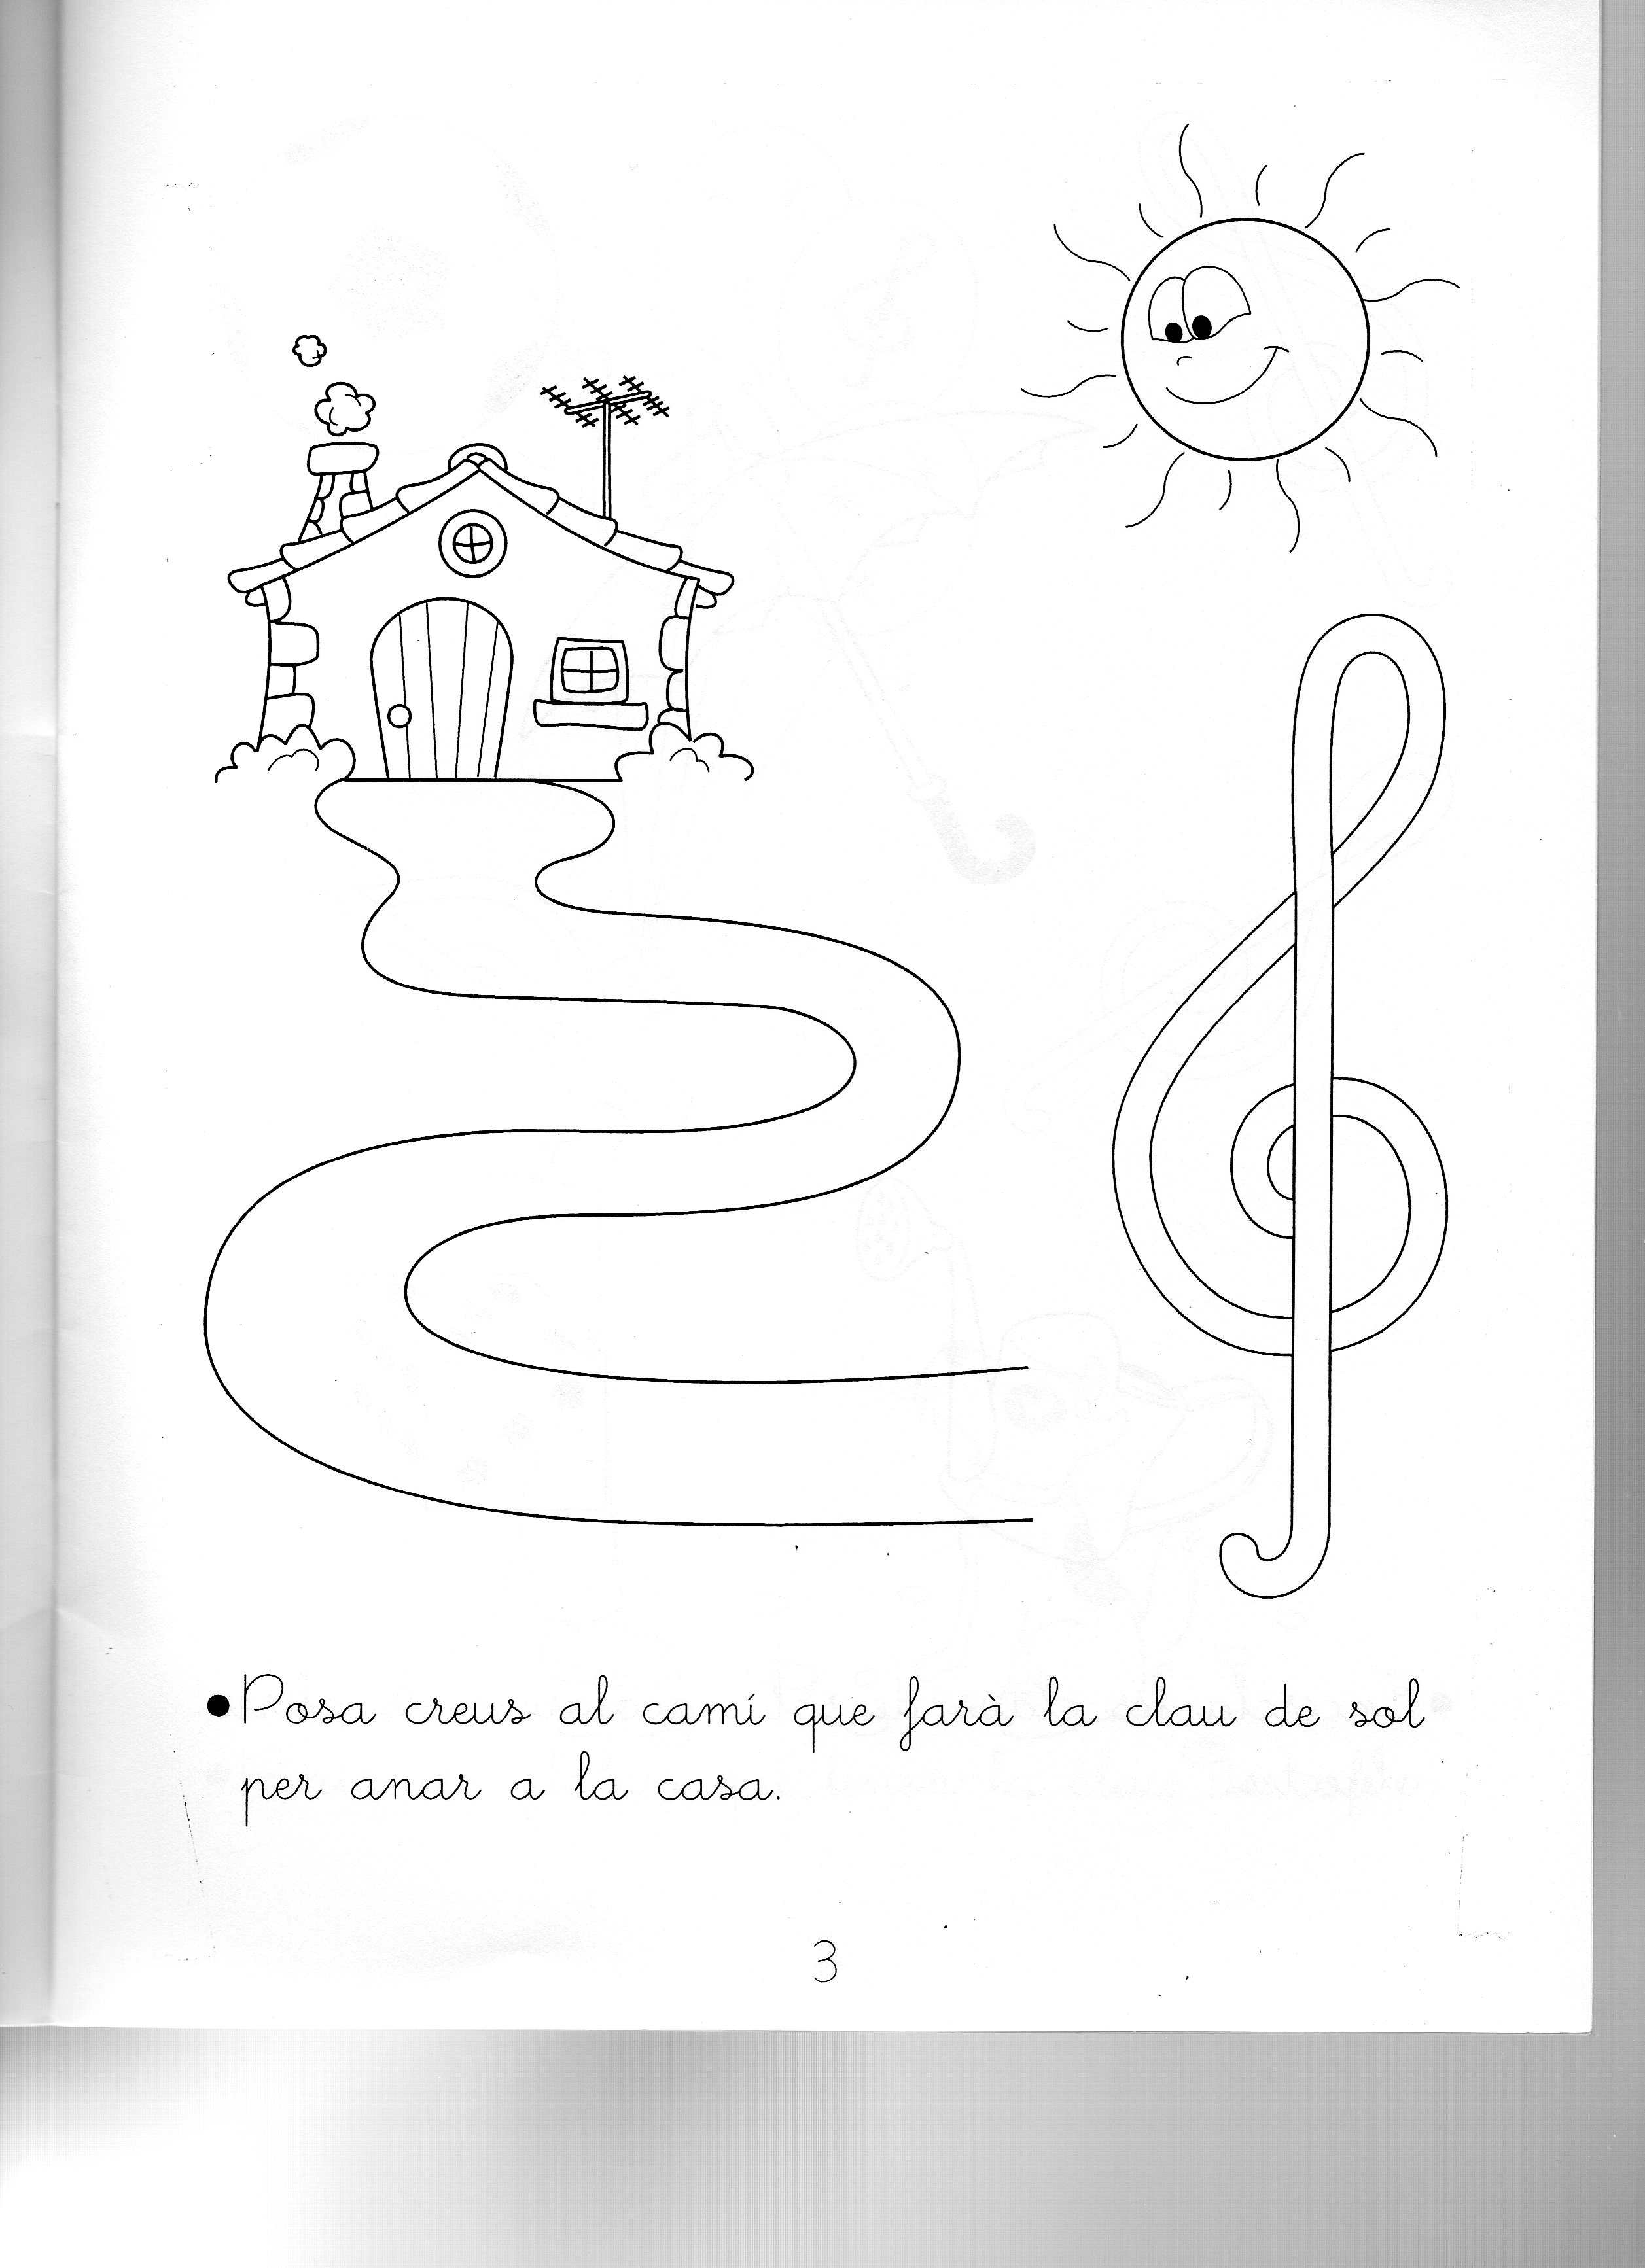 ●Posa creus al camí que farà la clau de sol
per anar a la casa.
3